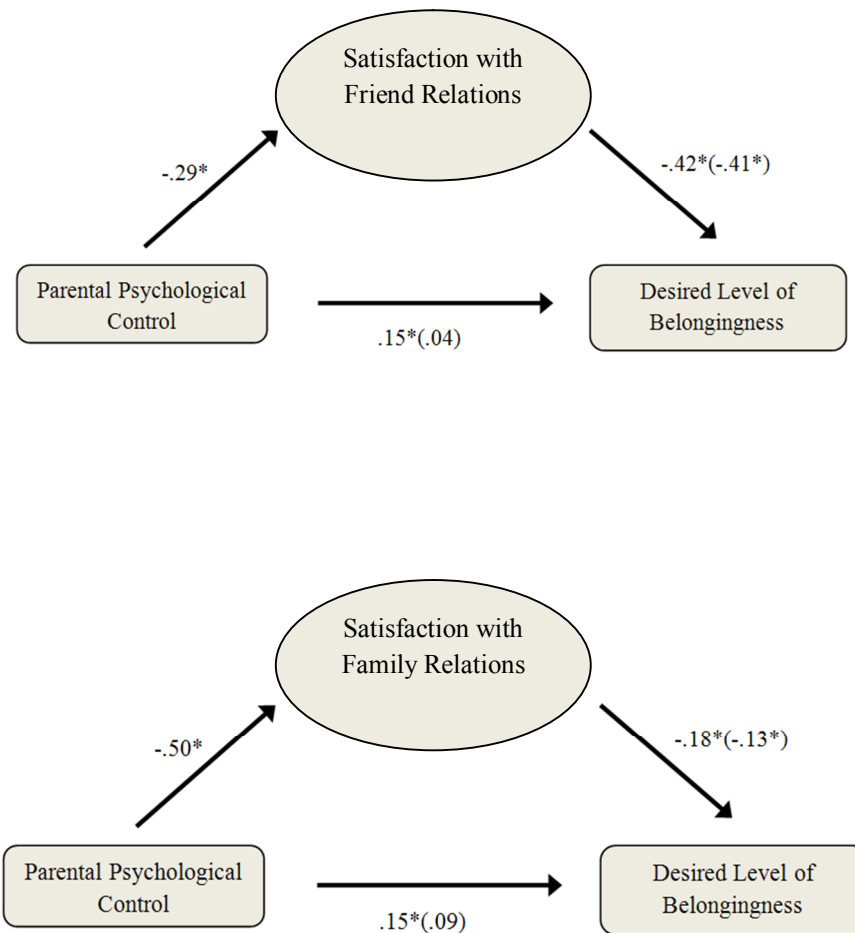 Satisfaction with
Friend Relations
-.29*
-.42*(-.41*)
Parental Psychological
Control
Desired Level of
Belongingness
.15*(.04)
Satisfaction with
Family Relations
-.50*
-.18*(-.13*)
Parental Psychological
Control
Desired Level of
Belongingness
.15*(.09)